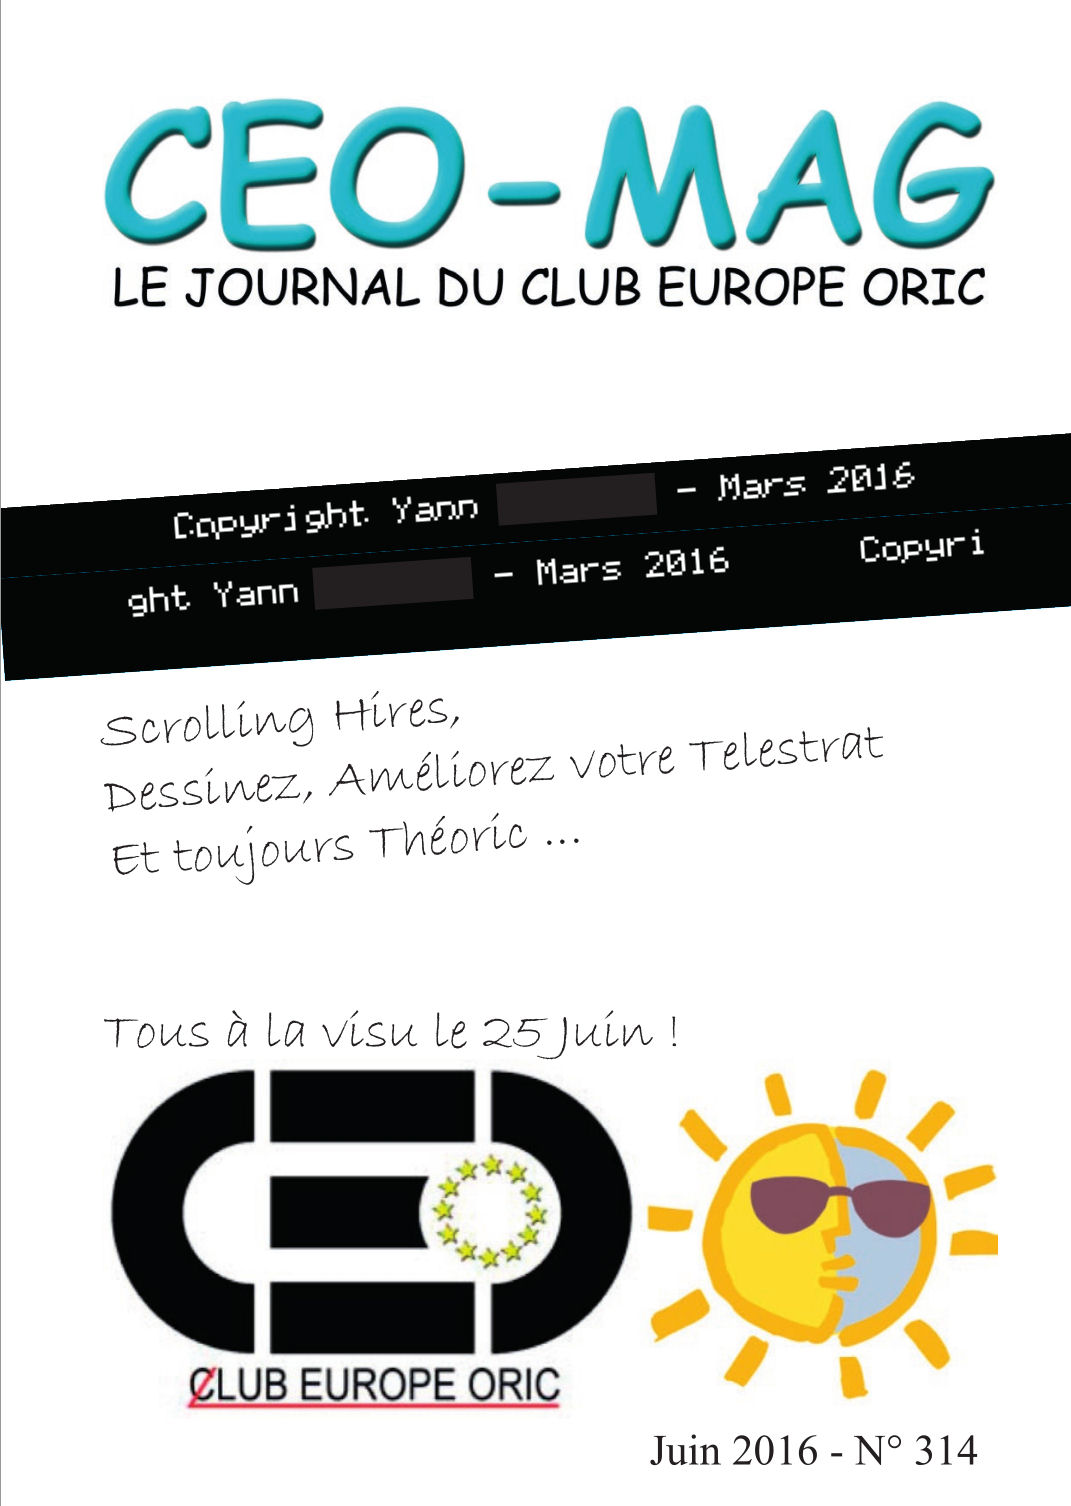 CEO-MAG
LE JOURNAL DU CLUB EUROPE ORIC
Copyright Yann - Mars 2016
ght Yann - Mars 2016 Copyri
Scrolling Hires,
Dessinez, Améliorez votre Telestrat
Et toujours Théoric ...
Tous à la visu le 25 Juin !
CEO
CLUB EUROPE ORIC
Juin 2016 - N° 314